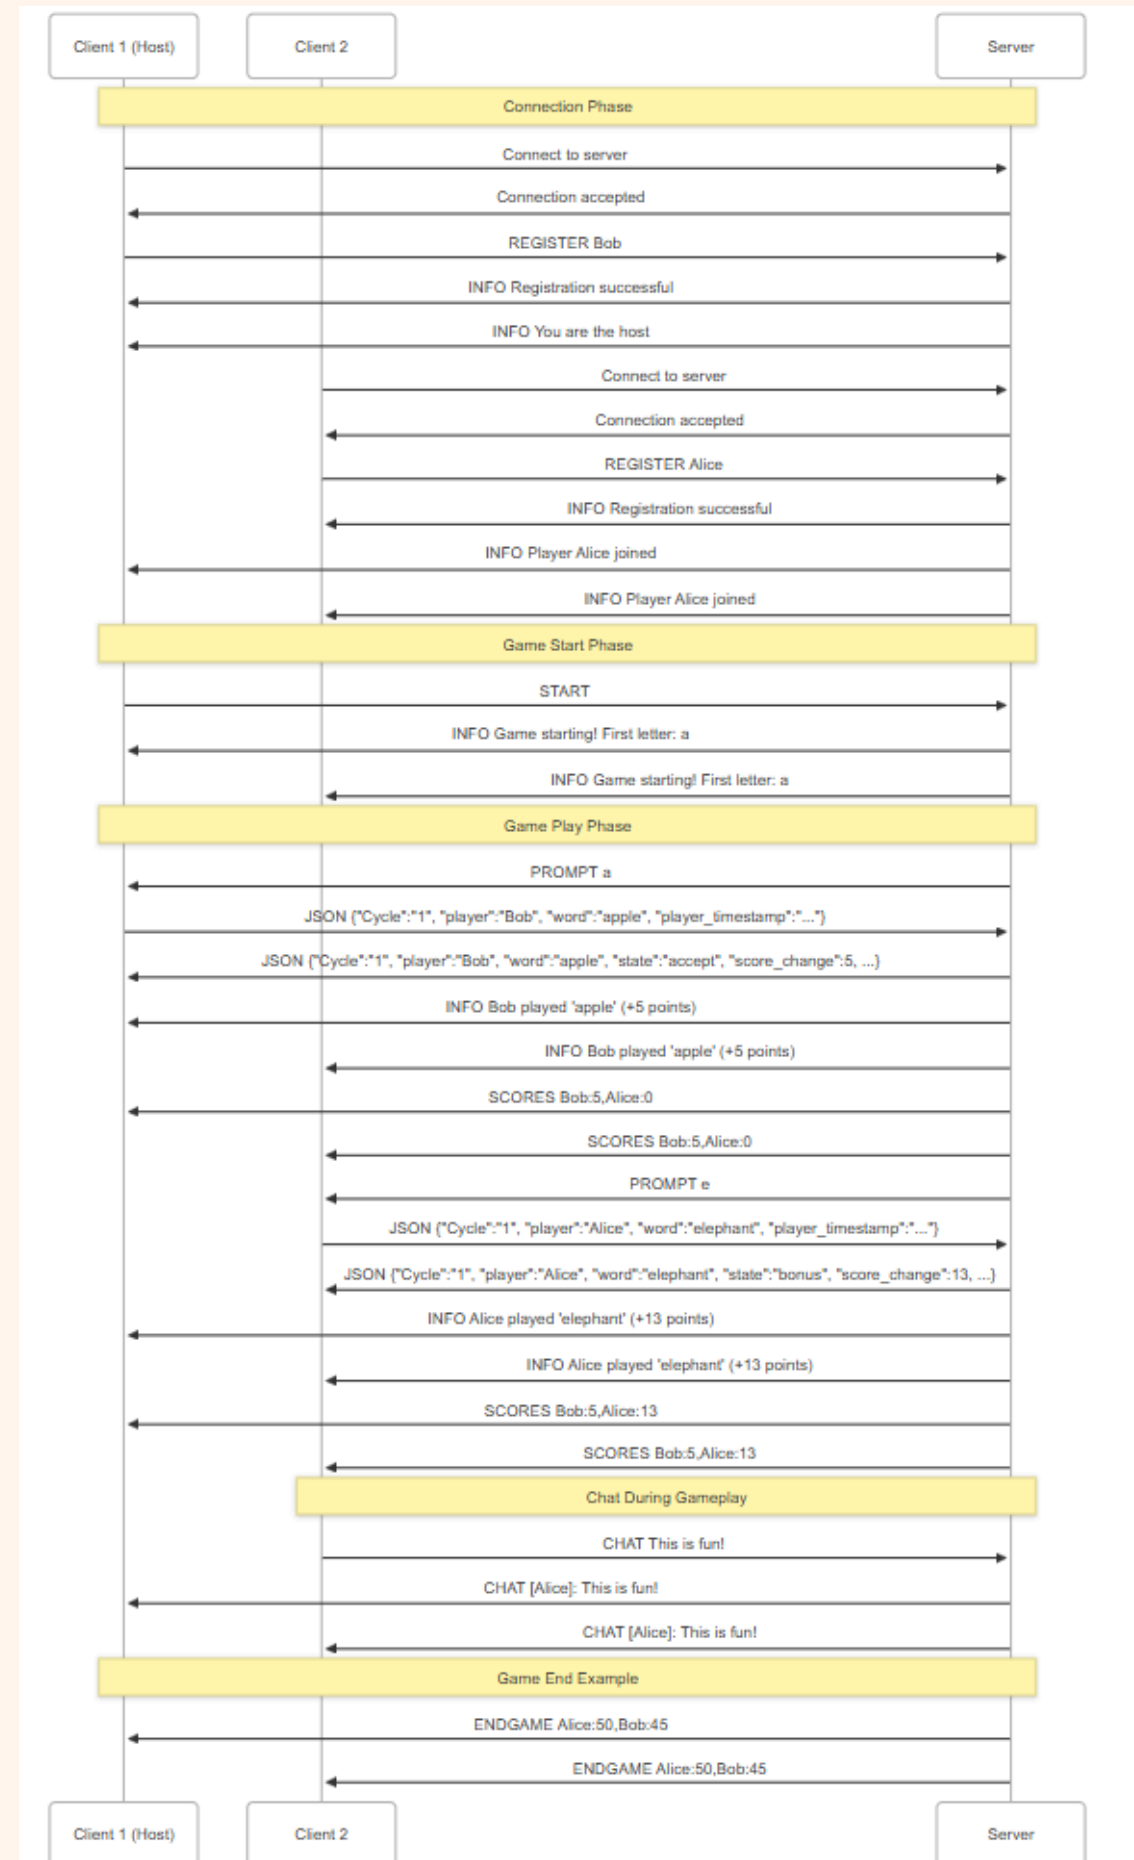 Client 1 (Host) Client 2 Server
Connection Phase
Connect to server
Connection accepted
REGISTER Bob
INFO Registration successful
INFO You are the host
Connect to server
Connection accepted
REGISTER Alice
INFO Registration successful
INFO Player Alice joined
INFO Player Alice joined
Game Start Phase
START
INFO Game starting! First letter: a
INFO Game starting! First letter: a
Game Play Phase
PROMPT a
JSON {"Cycle":"1", "player":"Bob", "word":"apple", "player_timestamp":"..."}
JSON {"Cycle":"1", "player":"Bob", "word":"apple", "state":"accept", "score_change":5, ...}
INFO Bob played 'apple' (+5 points)
INFO Bob played 'apple' (+5 points)
SCORES Bob:5,Alice:0
SCORES Bob:5,Alice:0
PROMPT e
JSON {"Cycle":"1", "player":"Alice", "word":"elephant", "player_timestamp":"..."}
JSON {"Cycle":"1", "player":"Alice", "word":"elephant", "state":"bonus", "score_change":13, ...}
INFO Alice played 'elephant' (+13 points)
INFO Alice played 'elephant' (+13 points)
SCORES Bob:5,Alice:13
SCORES Bob:5,Alice:13
Chat During Gameplay
CHAT This is fun!
CHAT [Alice]: This is fun!
CHAT [Alice]: This is fun!
Game End Example
ENDGAME Alice:50,Bob:45
ENDGAME Alice:50,Bob:45
Client 1 (Host) Client 2 Server